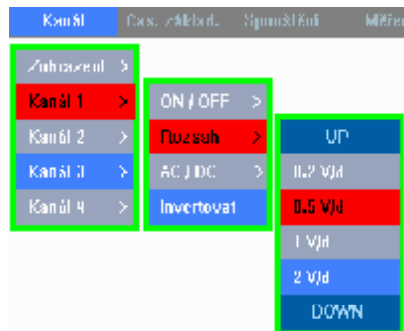 Kanál Čas. základ. Spouštění Měře
Zobrazení >
Kanál 1 >
Kanál 2 >
Kanál 3 >
Kanál 4 >
ON / OFF >
Rozsah >
AC / DC >
Invertovat
UP
0.2 V/d
0.5 V/d
1 V/d
2 V/d
DOWN